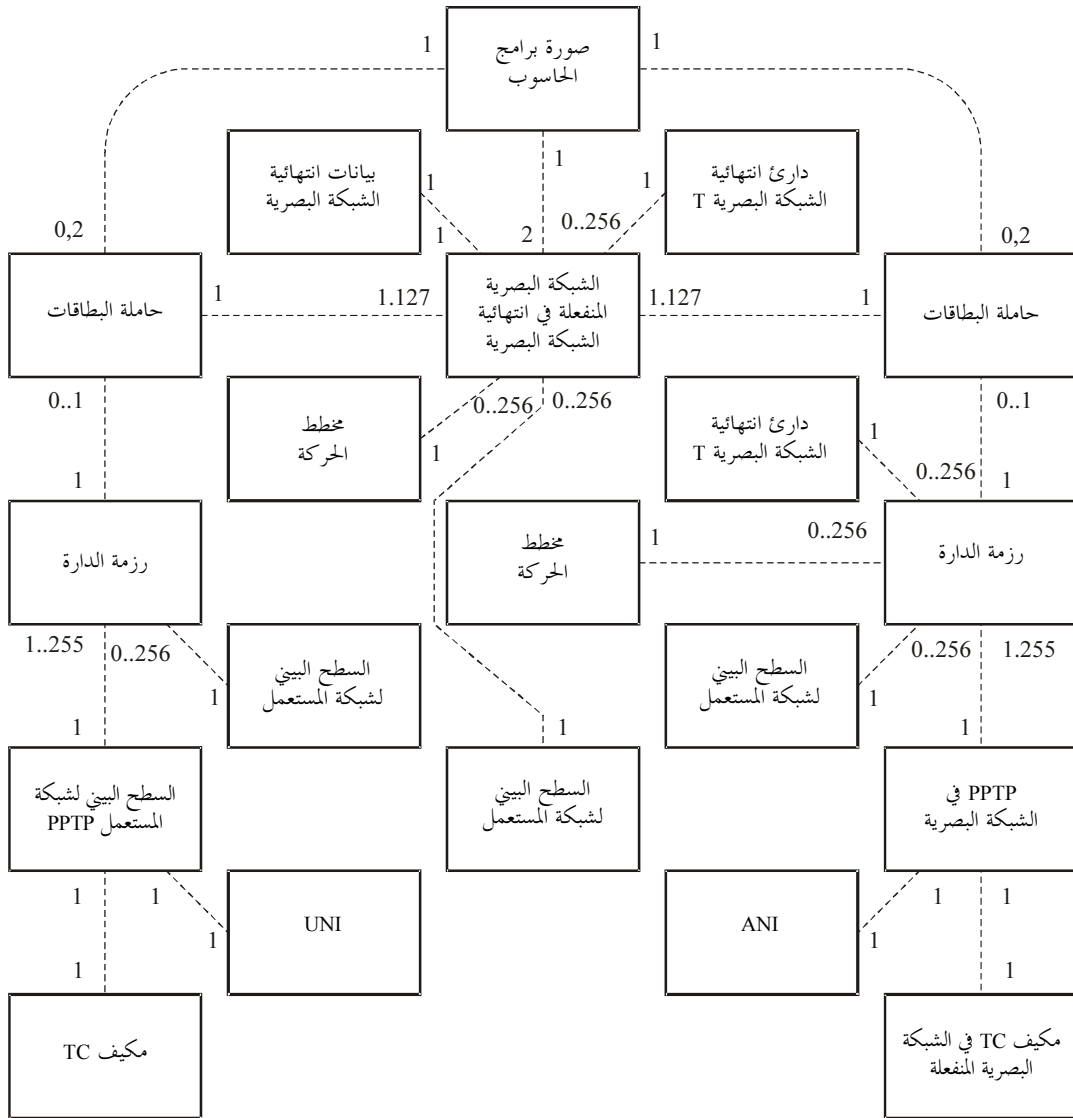 صورة برامج
الحاسوب
1
1
1
بيانات انتهائية
الشبكة البصرية
دارئ انتهائية
الشبكة البصرية T
1
1
0..256
1
2
0,2
0,2
حاملة البطاقات
الشبكة البصرية
المنفعلة في انتهائية
الشبكة البصرية
حاملة البطاقات
1
1.127
1.127
1
0..1
0..256
0..256
0..1
مخطط
الحركة
1
دارئ انتهائية
الشبكة البصرية T
1
0..256
1
1
رزمة الدارة
مخطط
الحركة
1
0..256
رزمة الدارة
1..255
0..256
0..256
1.255
السطح البيني
لشبكة المستعمل
السطح البيني
لشبكة المستعمل
1
1
1
1
1
السطح البيني لشبكة
المستعمل PPTP
السطح البيني
لشبكة المستعمل
PPTP في
الشبكة البصرية
1
1
1
1
UNI
ANI
1
1
1
1
مكيف TC
مكيف TC في الشبكة
البصرية المنفعلة